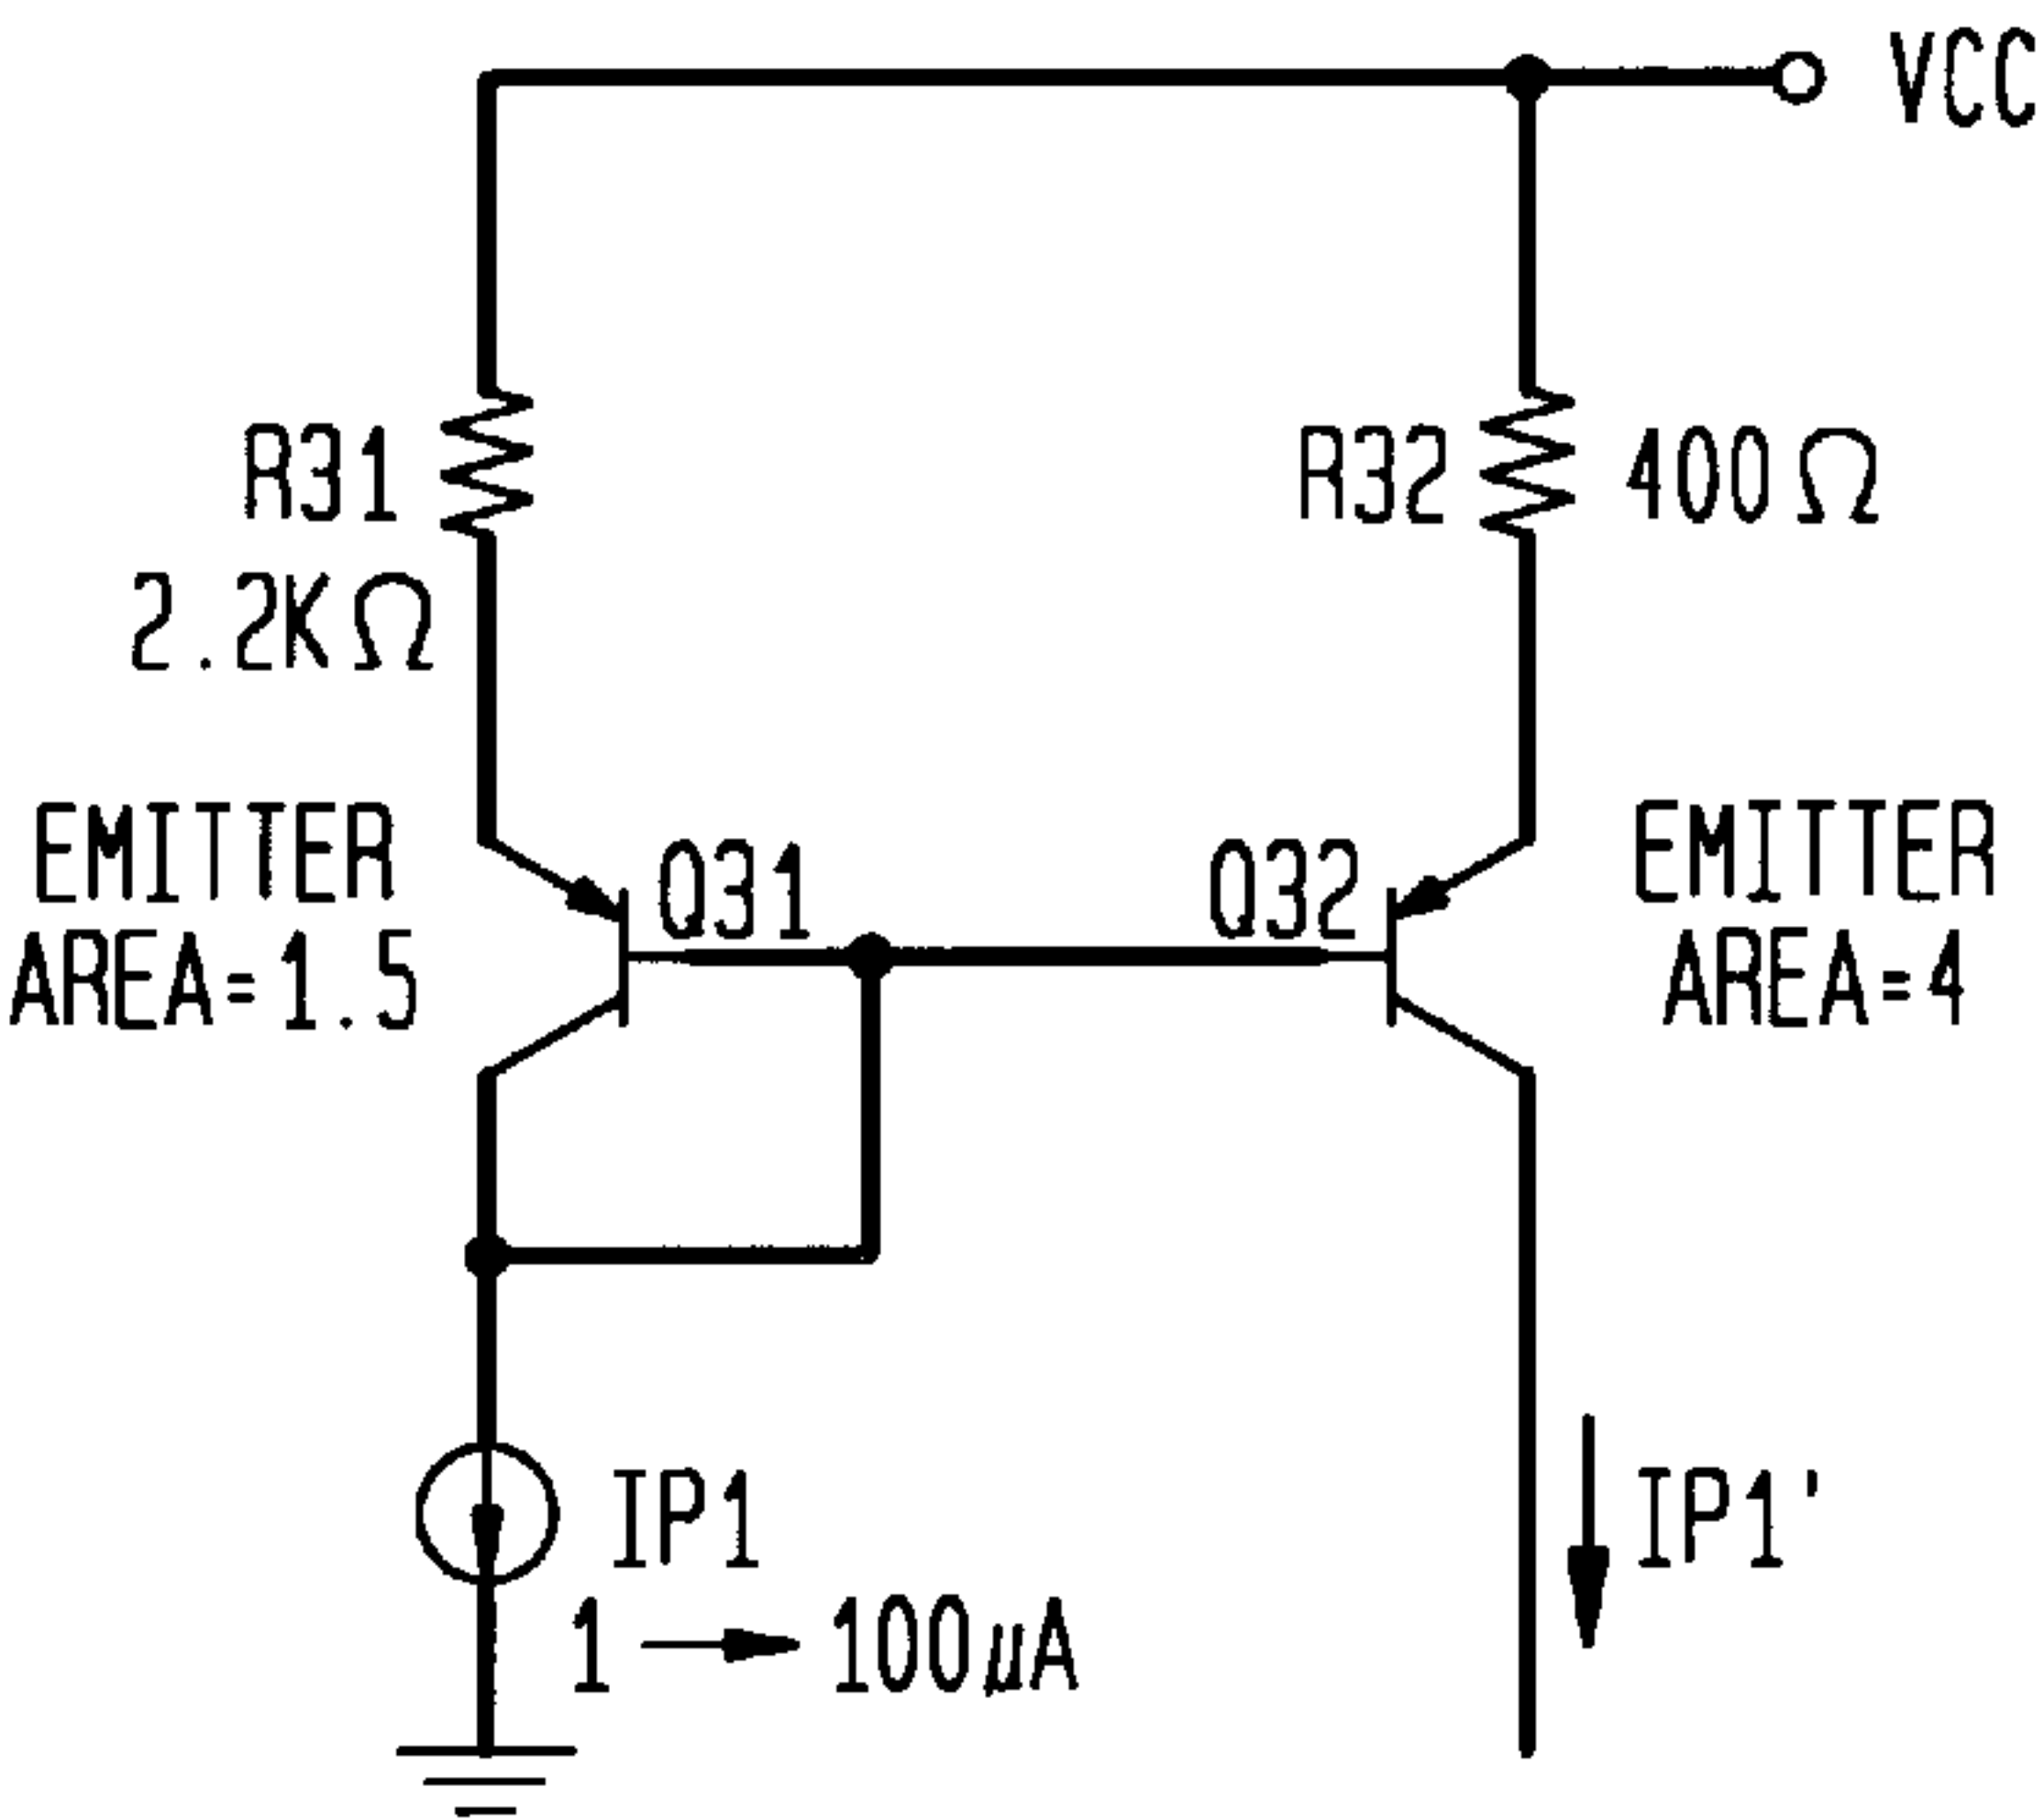 VCC
R31
2.2KΩ
R32
400Ω
EMITTER
AREA=1.5
Q31
Q32
EMITTER
AREA=4
IP1
1 → 100μA
IP1'